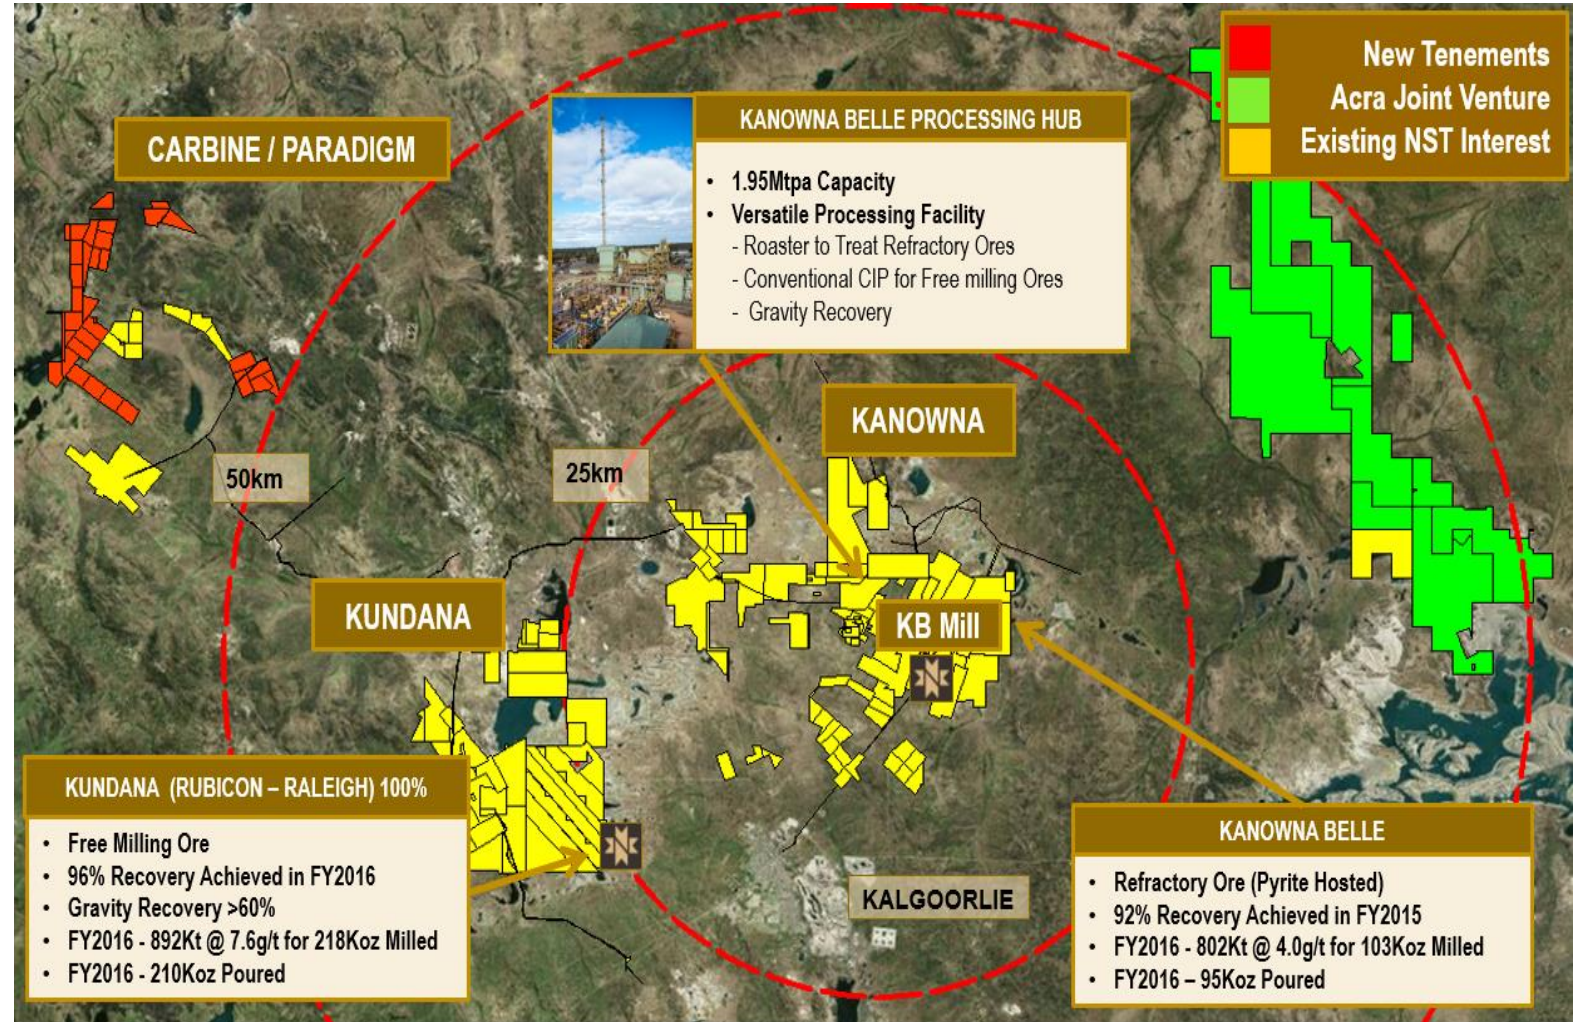 New Tenements
Acra Joint Venture
Existing NST Interest
CARBINE / PARADIGM
KANOWNA BELLE PROCESSING HUB
• 1.95Mtpa Capacity
• Versatile Processing Facility
- Roaster to Treat Refractory Ores
- Conventional CIP for Free milling Ores
- Gravity Recovery
KANOWNA
50km
25km
KUNDANA
KB Mill
KUNDANA (RUBICON – RALEIGH) 100%
• Free Milling Ore
• 96% Recovery Achieved in FY2016
• Gravity Recovery >60%
• FY2016 - 892Kt @ 7.6g/t for 218Koz Milled
• FY2016 - 210Koz Poured
KALGOORLIE
KANOWNA BELLE
• Refractory Ore (Pyrite Hosted)
• 92% Recovery Achieved in FY2015
• FY2016 - 802Kt @ 4.0g/t for 103Koz Milled
• FY2016 – 95Koz Poured